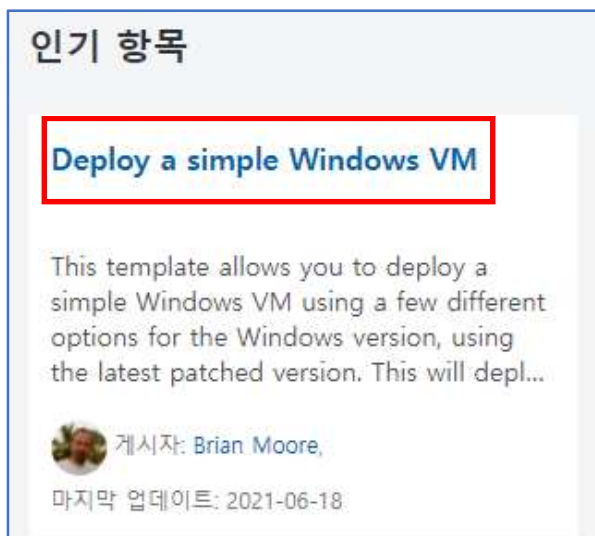 인기 항목
Deploy a simple Windows VM
This template allows you to deploy a
simple Windows VM using a few different
options for the Windows version, using
the latest patched version. This will depl...
게시자: Brian Moore,
마지막 업데이트: 2021-06-18